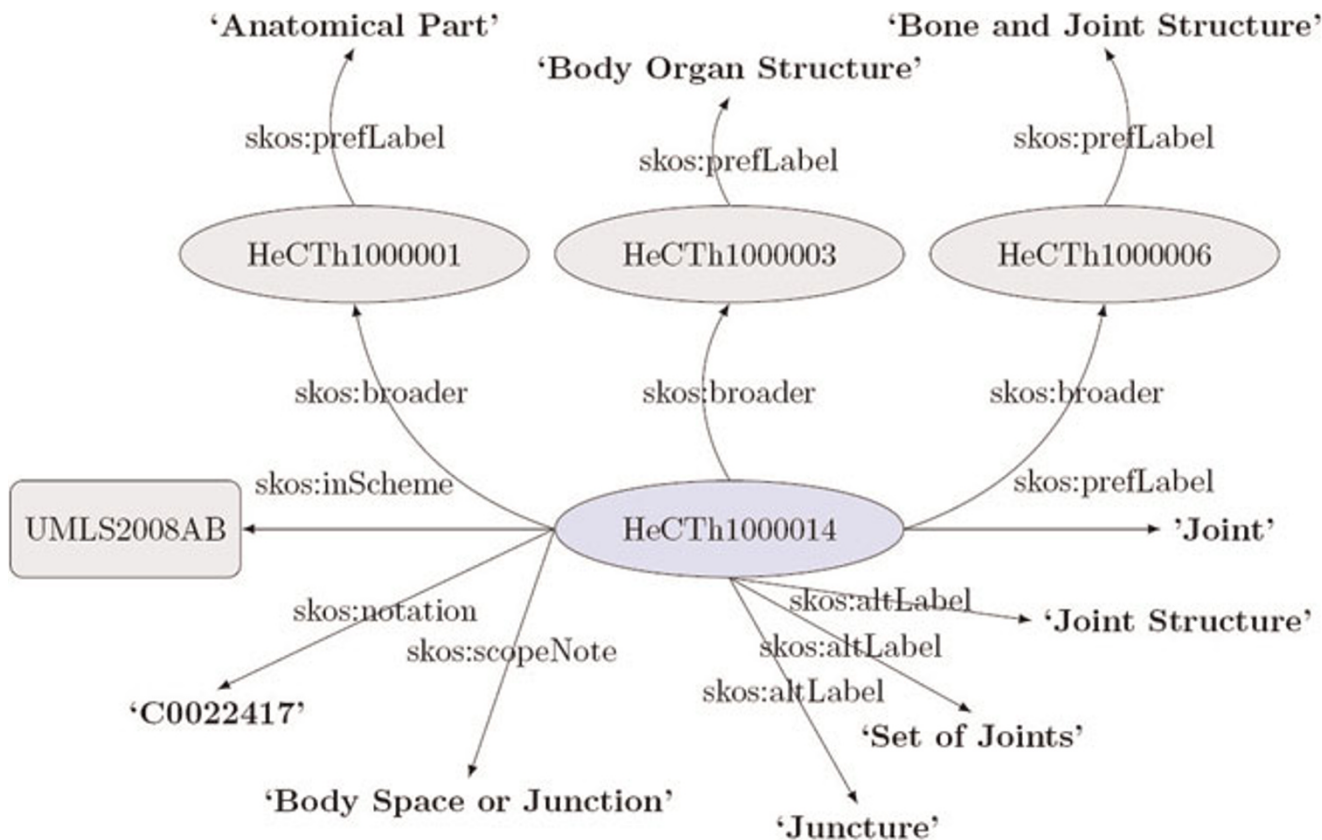 ‘Anatomical Part’
‘Bone and Joint Structure’
‘Body Organ Structure’
skos:prefLabel
skos:prefLabel
skos:prefLabel
HeCTh1000001
HeCTh1000003
HeCTh1000006
skos:broader
skos:broader
skos:broader
skos:inScheme
skos:prefLabel
UMLS2008AB
HeCTh1000014
’Joint’
skos:altLabel
skos:notation
‘Joint Structure’
skos:altLabel
skos:scopeNote
skos:altLabel
‘C0022417’
‘Set of Joints’
‘Body Space or Junction’
‘Juncture’